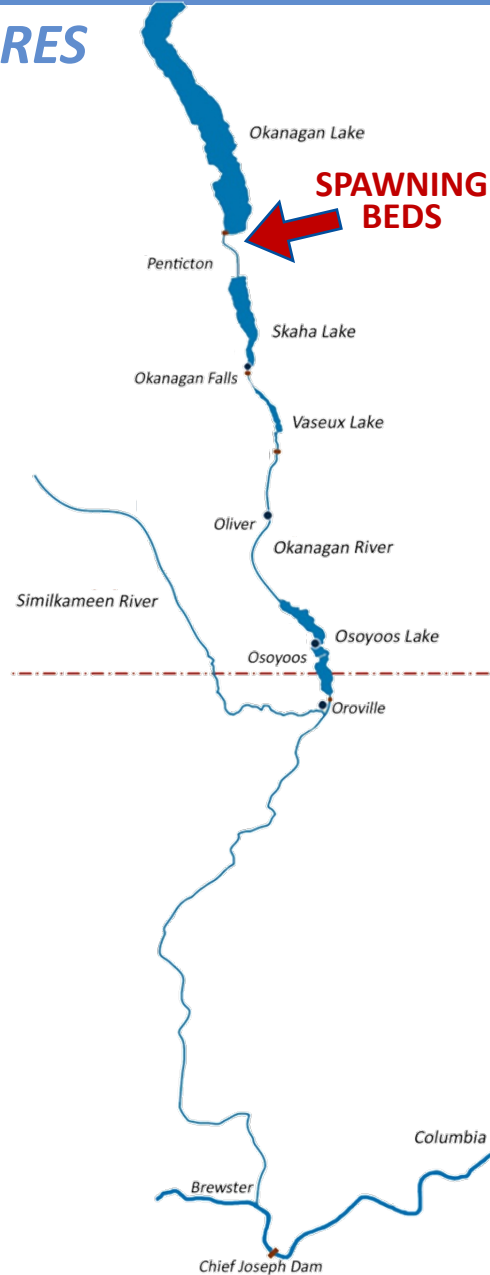 RES
Okanagan Lake
SPAWNING
BEDS
Penticton
Skaha Lake
Okanagan Falls
Vaseux Lake
Oliver
Okanagan River
Similkameen River
Osoyoos Lake
Osoyoos
Oroville
Columbia
Brewster
Chief Joseph Dam